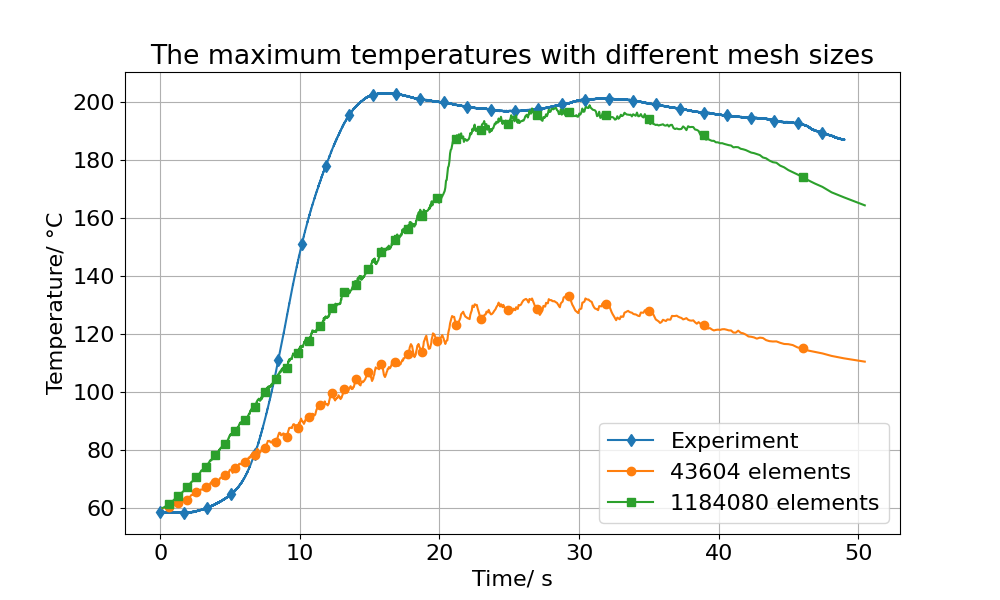 The maximum temperatures with different mesh sizes
Temperature/ °C
200
180
160
140
120
100
80
60
Experiment
43604 elements
1184080 elements
0 10 20 30 40 50
Time/ s